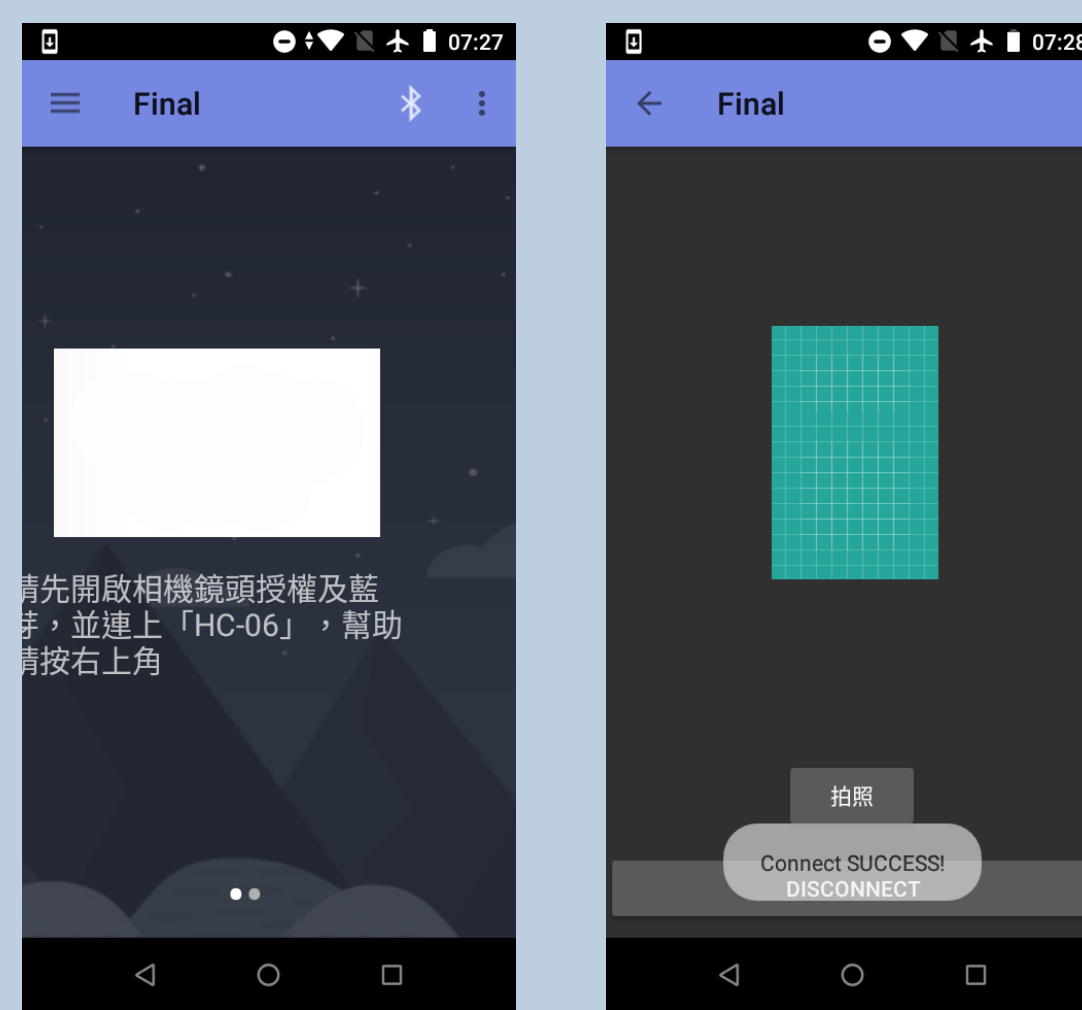 07:27
Final
請先開啟相機鏡頭授權及藍
芽，並連上「HC-06」，幫助
請按右上角
07:28
Final
拍照
Connect SUCCESS!
DISCONNECT